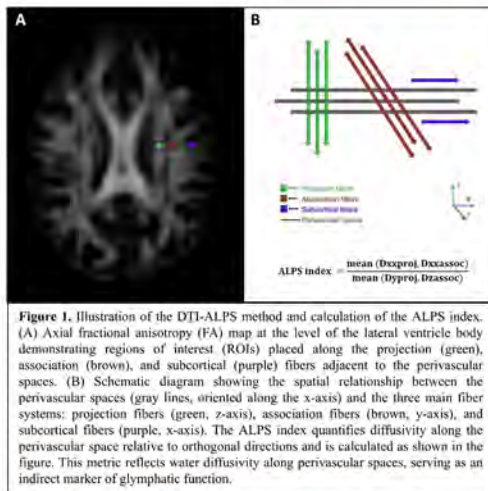 A
B
Projection fibers
Association fibers
Subcortical fibers
Perivascular space
ALPS index = mean (Dxxproj, Dxxassoc)
mean (Dyproj, Dzassoc)
Figure 1. Illustration of the DTI-ALPS method and calculation of the ALPS index.
(A) Axial fractional anisotropy (FA) map at the level of the lateral ventricle body
demonstrating regions of interest (ROIs) placed along the projection (green),
association (brown), and subcortical (purple) fibers adjacent to the perivascular
spaces. (B) Schematic diagram showing the spatial relationship between the
perivascular spaces (gray lines, oriented along the x-axis) and the three main fiber
systems: projection fibers (green, z-axis), association fibers (brown, y-axis), and
subcortical fibers (purple, x-axis). The ALPS index quantifies diffusivity along the
perivascular space relative to orthogonal directions and is calculated as shown in the
figure. This metric reflects water diffusivity along perivascular spaces, serving as an
indirect marker of glymphatic function.